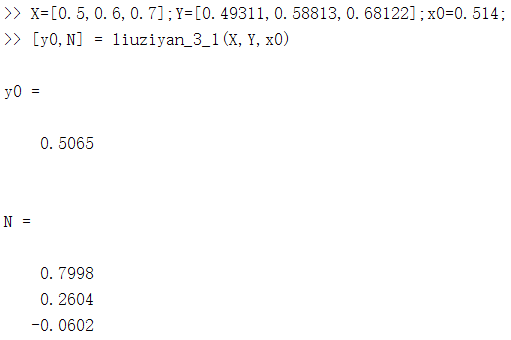 >> X=[0.5,0.6,0.7];Y=[0.49311,0.58813,0.68122];x0=0.514;
>> [y0,N] = liuziyan_3_1(X,Y,x0)
y0 =
0.5065
N =
0.7998
0.2604
-0.0602